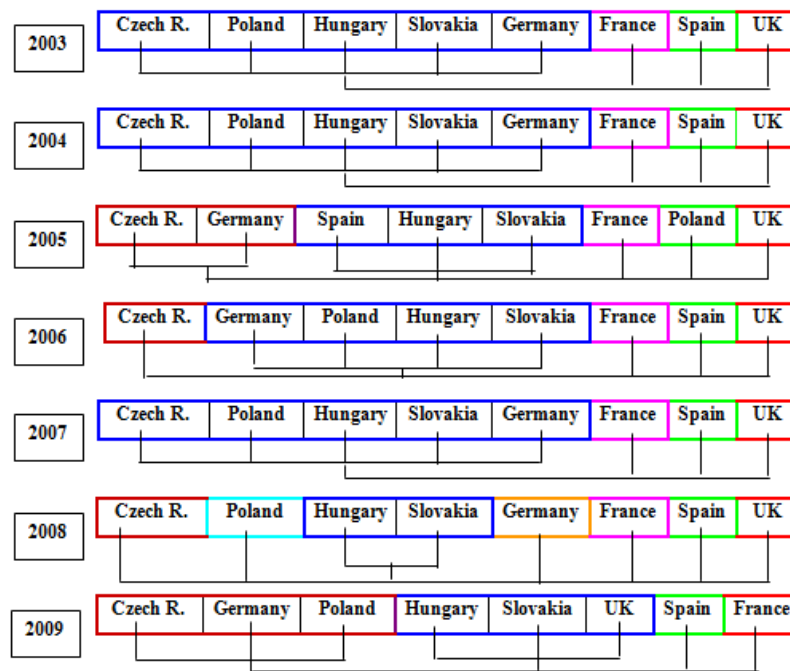 2003 Czech R. Poland Hungary Slovakia Germany France Spain UK
2004 Czech R. Poland Hungary Slovakia Germany France Spain UK
2005 Czech R. Germany Spain Hungary Slovakia France Poland UK
2006 Czech R. Germany Poland Hungary Slovakia France Spain UK
2007 Czech R. Poland Hungary Slovakia Germany France Spain UK
2008 Czech R. Poland Hungary Slovakia Germany France Spain UK
2009 Czech R. Germany Poland Hungary Slovakia UK Spain France